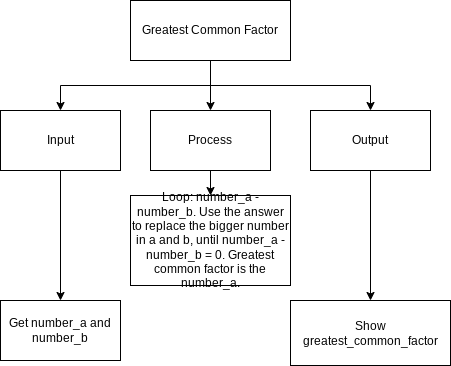 Greatest Common Factor
Input
Process
Output
Loop: number_a -
number_b. Use the answer
to replace the bigger number
in a and b, until number_a -
number_b = 0. Greatest
common factor is the
number_a.
Get number_a and
number_b
Show
greatest_common_factor